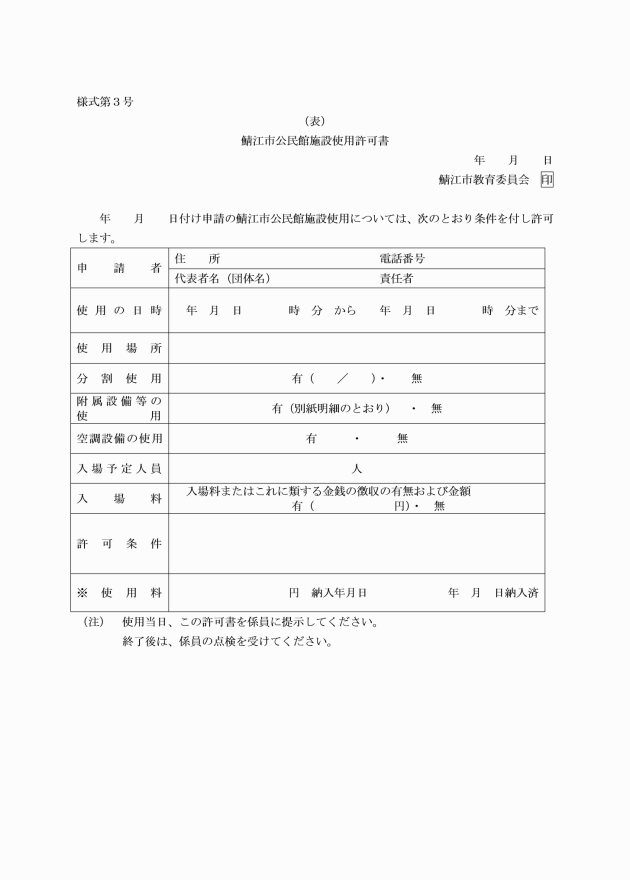 様式第３号
（表）
鯖江市公民館施設使用許可書
年　　月　　日
鯖江市教育委員会　印
年　　月　　日付け申請の鯖江市公民館施設使用については、次のとおり条件を付し許可
します。
申請者　住　　所　　電話番号
代表者名（団体名）　　責任者
使用の日時　年　月　日　　時　分　から　　年　月　日　　時　分まで
使用場所
分割使用　有（　　／　　）・　　無
附属設備等の
使用　有（別紙明細のとおり）　・　無
空調設備の使用　有　　・　　無
入場予定人員　人
入場料　入場料またはこれに類する金銭の徴収の有無および金額
有（　　円）・　無
許可条件
※使用料　円　納入年月日　　年　月　日納入済
（注）　使用当日、この許可書を係員に提示してください。
終了後は、係員の点検を受けてください。